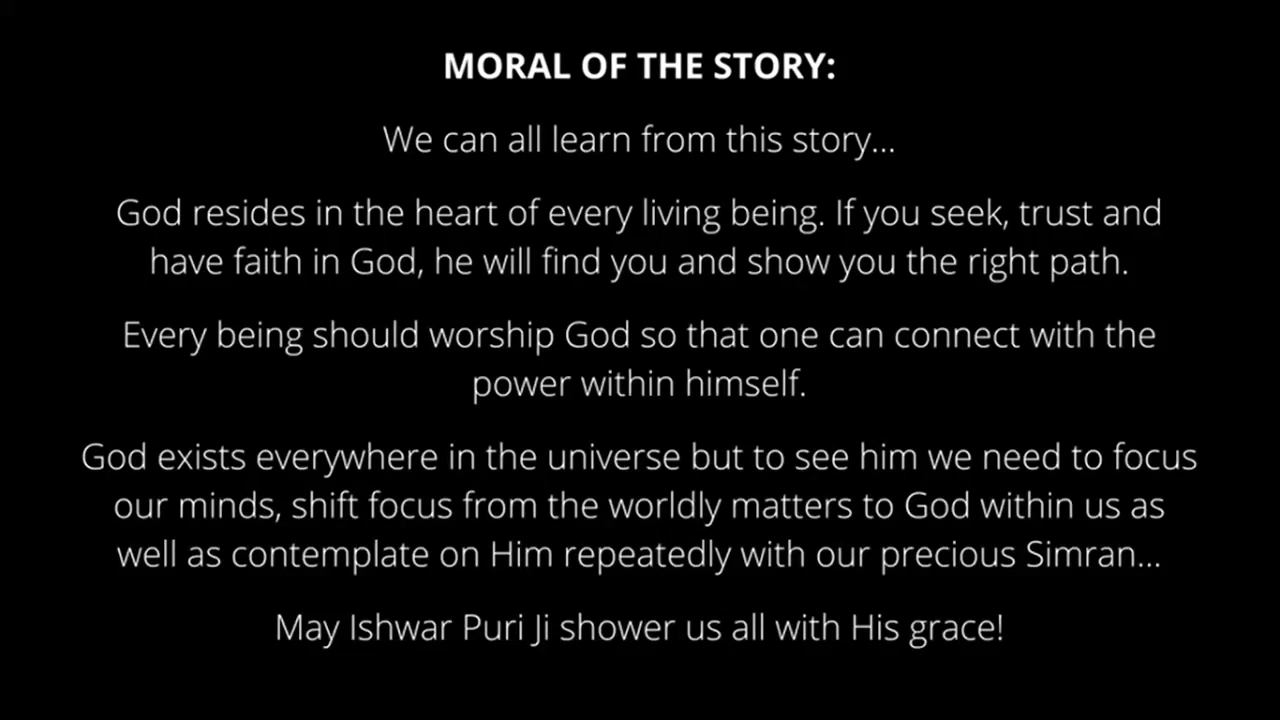 MORAL OF THE STORY:
We can all learn from this story...
God resides in the heart of every living being. If you seek, trust and
have faith in God, he will find you and show you the right path.
Every being should worship God so that one can connect with the
power within himself.
God exists everywhere in the universe but to see him we need to focus
our minds, shift focus from the worldly matters to God within us as
well as contemplate on Him repeatedly with our precious Simran...
May Ishwar Puri Ji shower us all with His grace!